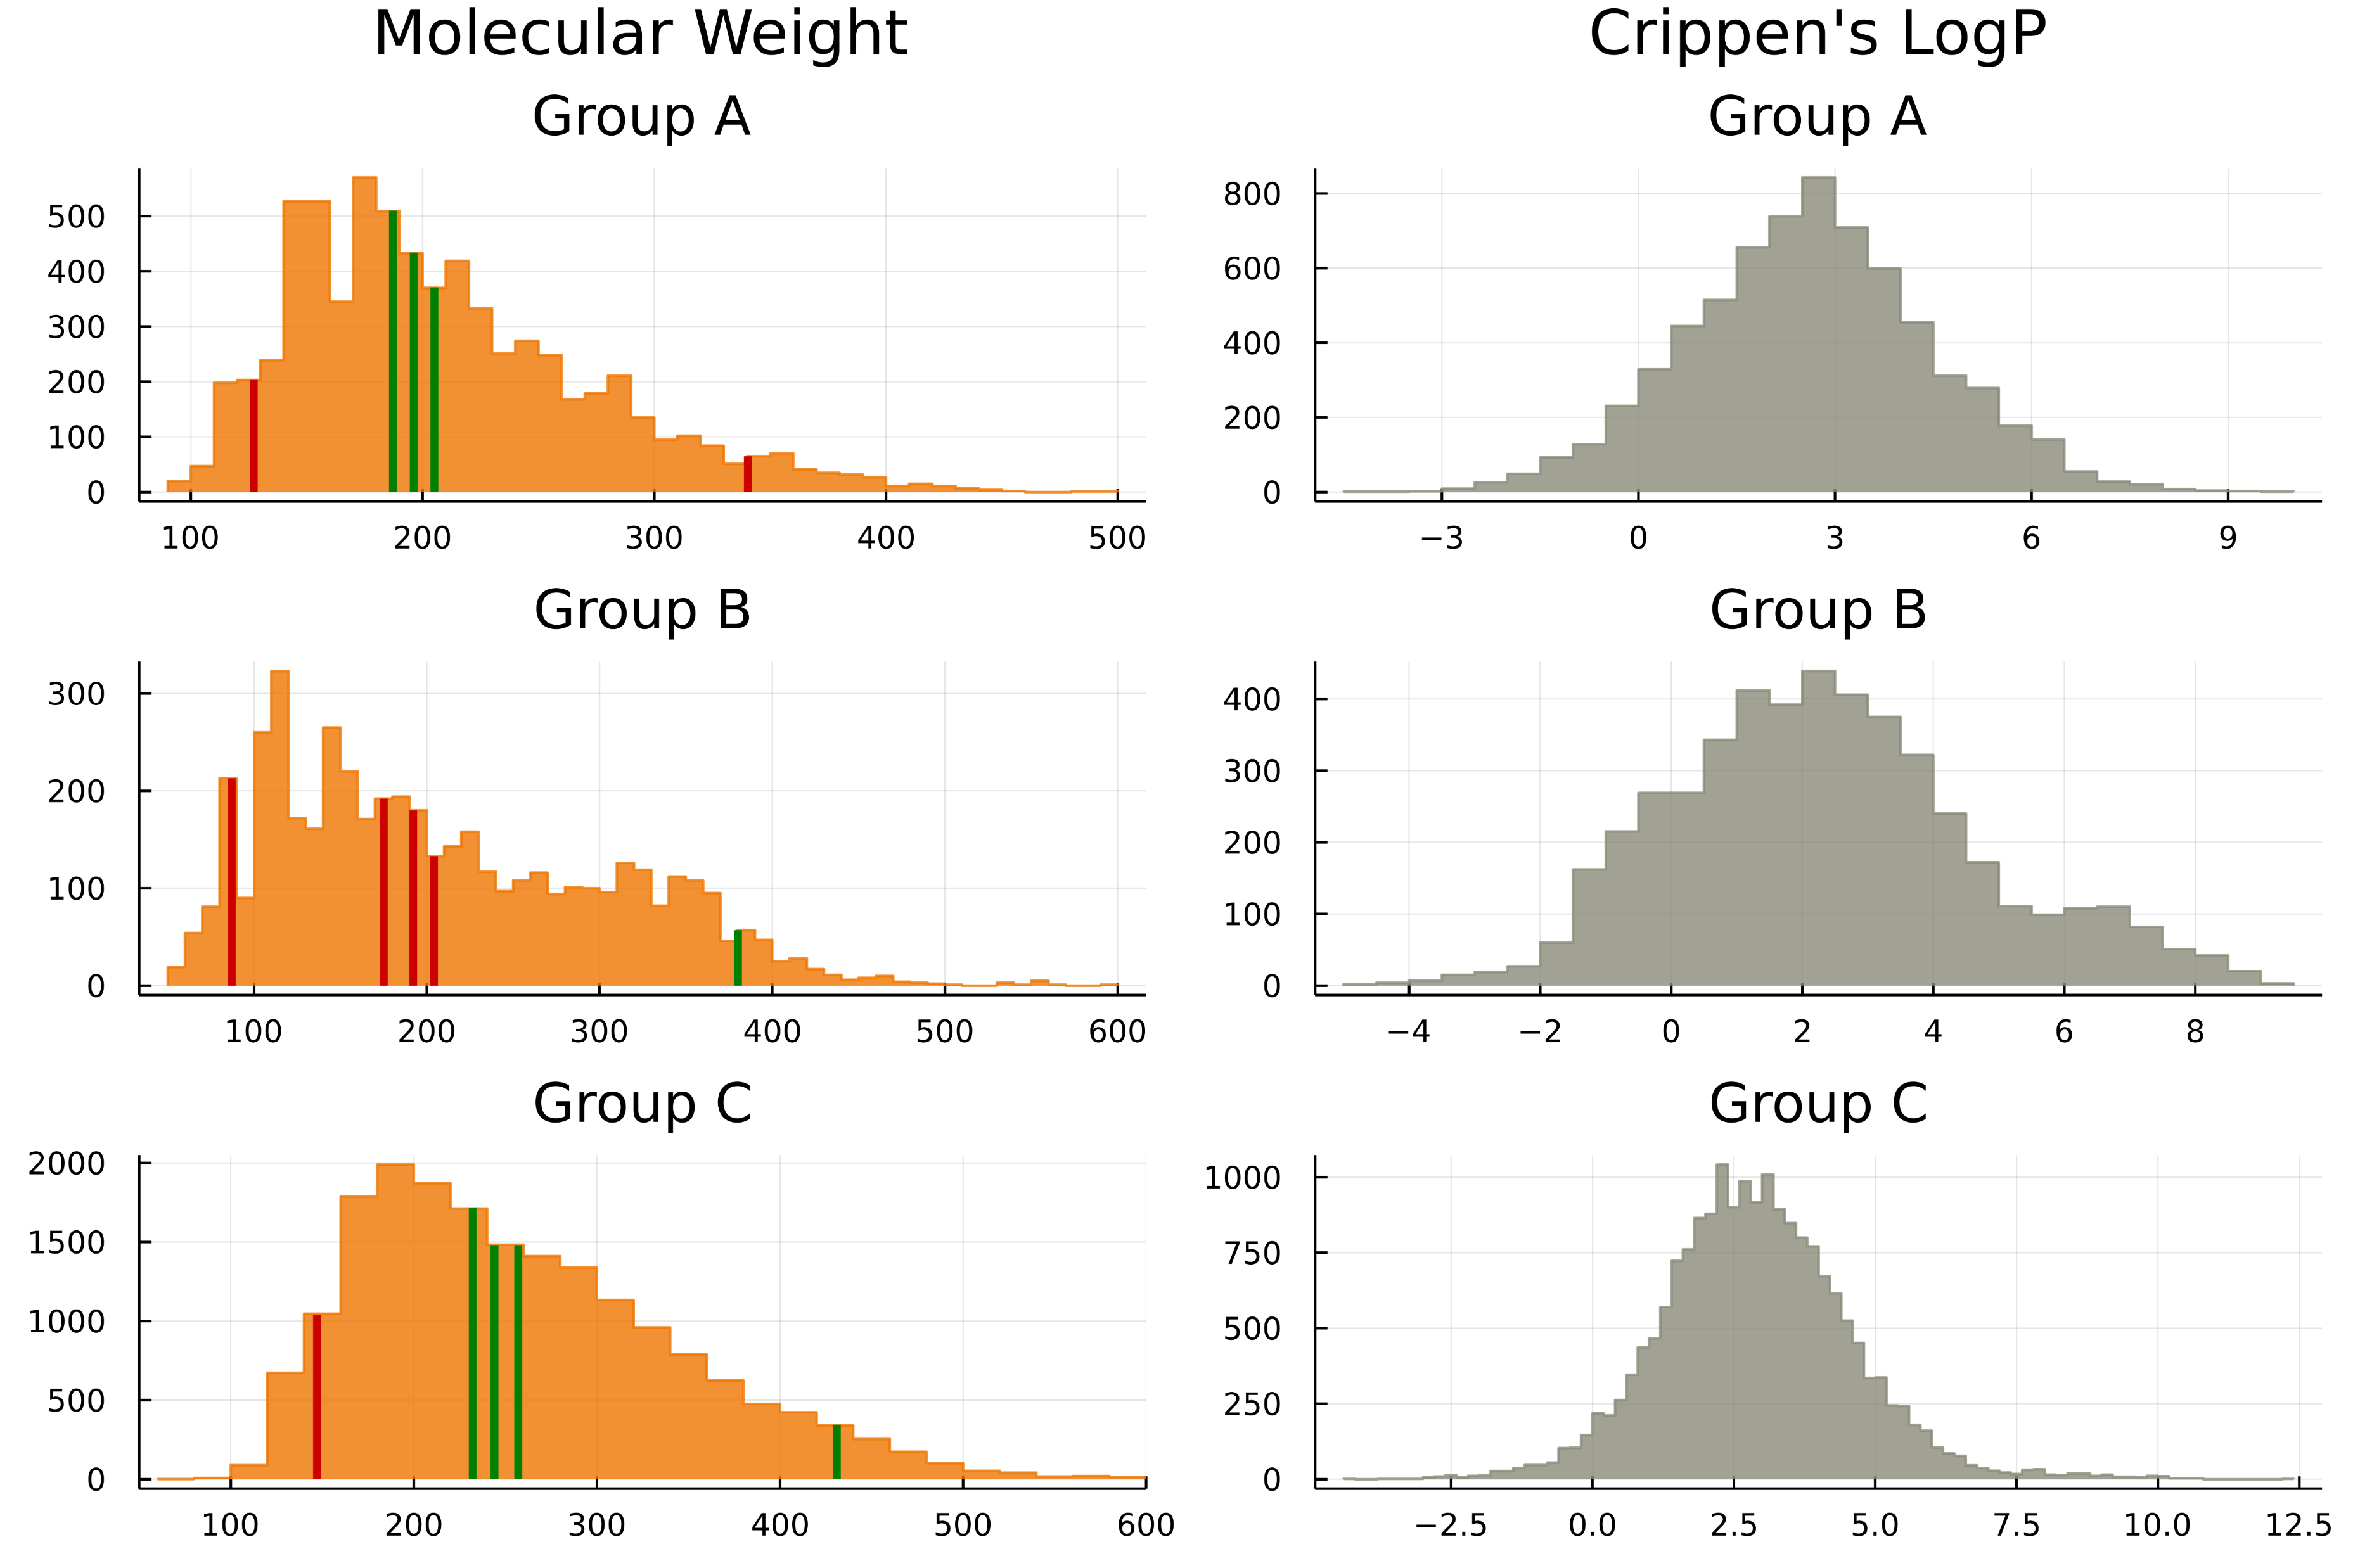 Molecular Weight
Crippen's LogP
Group A
500
400
300
200
100
0
100 200 300 400 500
Group A
800
600
400
200
0
−3 0 3 6 9
Group B
300
200
100
0
100 200 300 400 500 600
Group B
400
300
200
100
0
−4 −2 0 2 4 6 8
Group C
2000
1500
1000
500
0
100 200 300 400 500 600
Group C
1000
750
500
250
0
−2.5 0.0 2.5 5.0 7.5 10.0 12.5